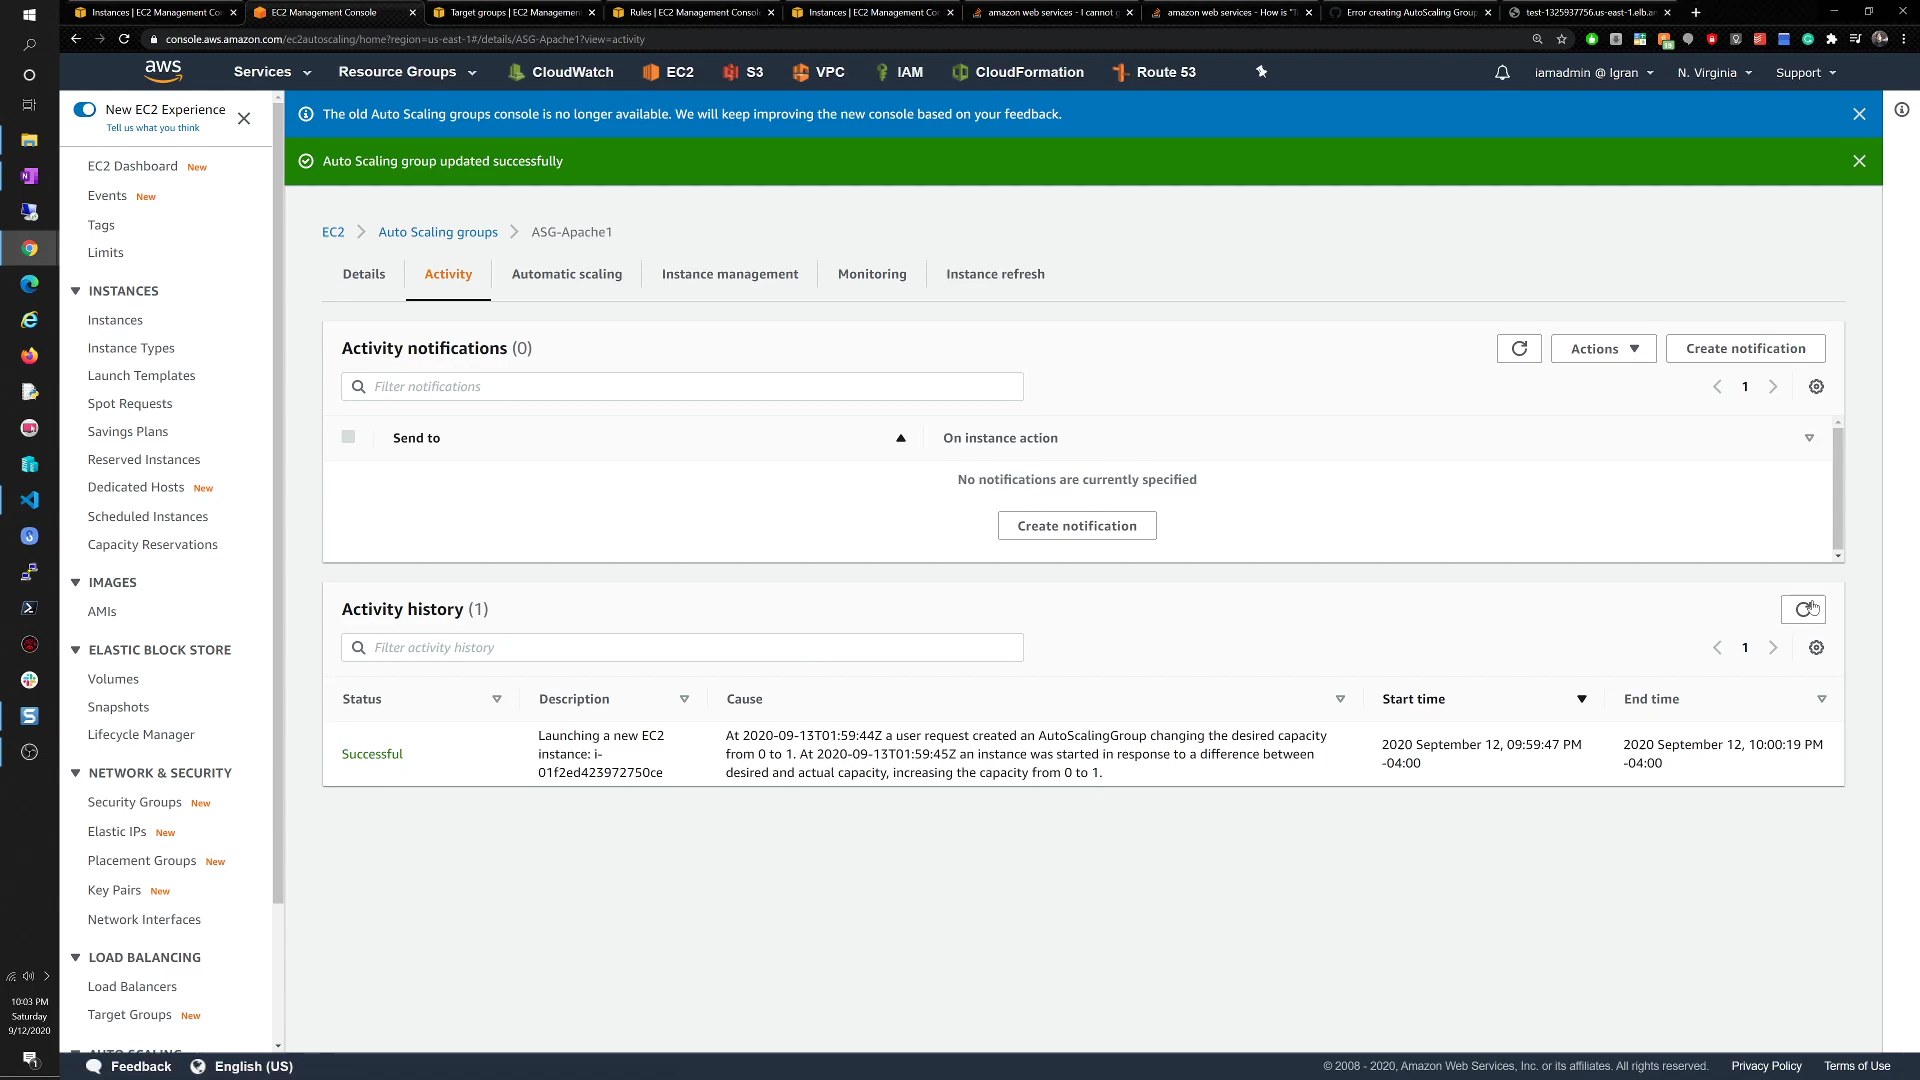 Instances | EC2 Management Co
EC2 Management Console
Target groups | EC2 Managemen
Rules | EC2 Management Consol
Instances | EC2 Management Co
amazon web services - I cannot
amazon web services - How is "T
Error creating AutoScaling Group
test-1325937756.us-east-1.elb.a
console.aws.amazon.com/ec2autoscaling/home?region=us-east-1#/details/ASG-Apache1?view=activity
aws
Services
Resource Groups
CloudWatch
EC2
S3
VPC
IAM
CloudFormation
Route 53
iamadmin @ lgran
N. Virginia
Support
New EC2 Experience
Tell us what you think
The old Auto Scaling groups console is no longer available. We will keep improving the new console based on your feedback.
Auto Scaling group updated successfully
EC2 Dashboard New
Events New
Tags
Limits
INSTANCES
Instances
Instance Types
Launch Templates
Spot Requests
Savings Plans
Reserved Instances
Dedicated Hosts New
Scheduled Instances
Capacity Reservations
IMAGES
AMIs
ELASTIC BLOCK STORE
Volumes
Snapshots
Lifecycle Manager
NETWORK & SECURITY
Security Groups New
Elastic IPs New
Placement Groups New
Key Pairs New
Network Interfaces
LOAD BALANCING
Load Balancers
Target Groups New
AUTO SCALING
EC2 > Auto Scaling groups > ASG-Apache1
Details
Activity
Automatic scaling
Instance management
Monitoring
Instance refresh
Activity notifications (0)
Actions
Create notification
Filter notifications
1
Send to
On instance action
No notifications are currently specified
Create notification
Activity history (1)
Filter activity history
1
Status
Description
Cause
Start time
End time
Successful
Launching a new EC2
instance: i-
01f2ed423972750ce
At 2020-09-13T01:59:44Z a user request created an AutoScalingGroup changing the desired capacity
from 0 to 1. At 2020-09-13T01:59:45Z an instance was started in response to a difference between
desired and actual capacity, increasing the capacity from 0 to 1.
2020 September 12, 09:59:47 PM
-04:00
2020 September 12, 10:00:19 PM
-04:00
10:03 PM
Saturday
9/12/2020
Feedback
English (US)
© 2008 - 2020, Amazon Web Services, Inc. or its affiliates. All rights reserved.
Privacy Policy
Terms of Use